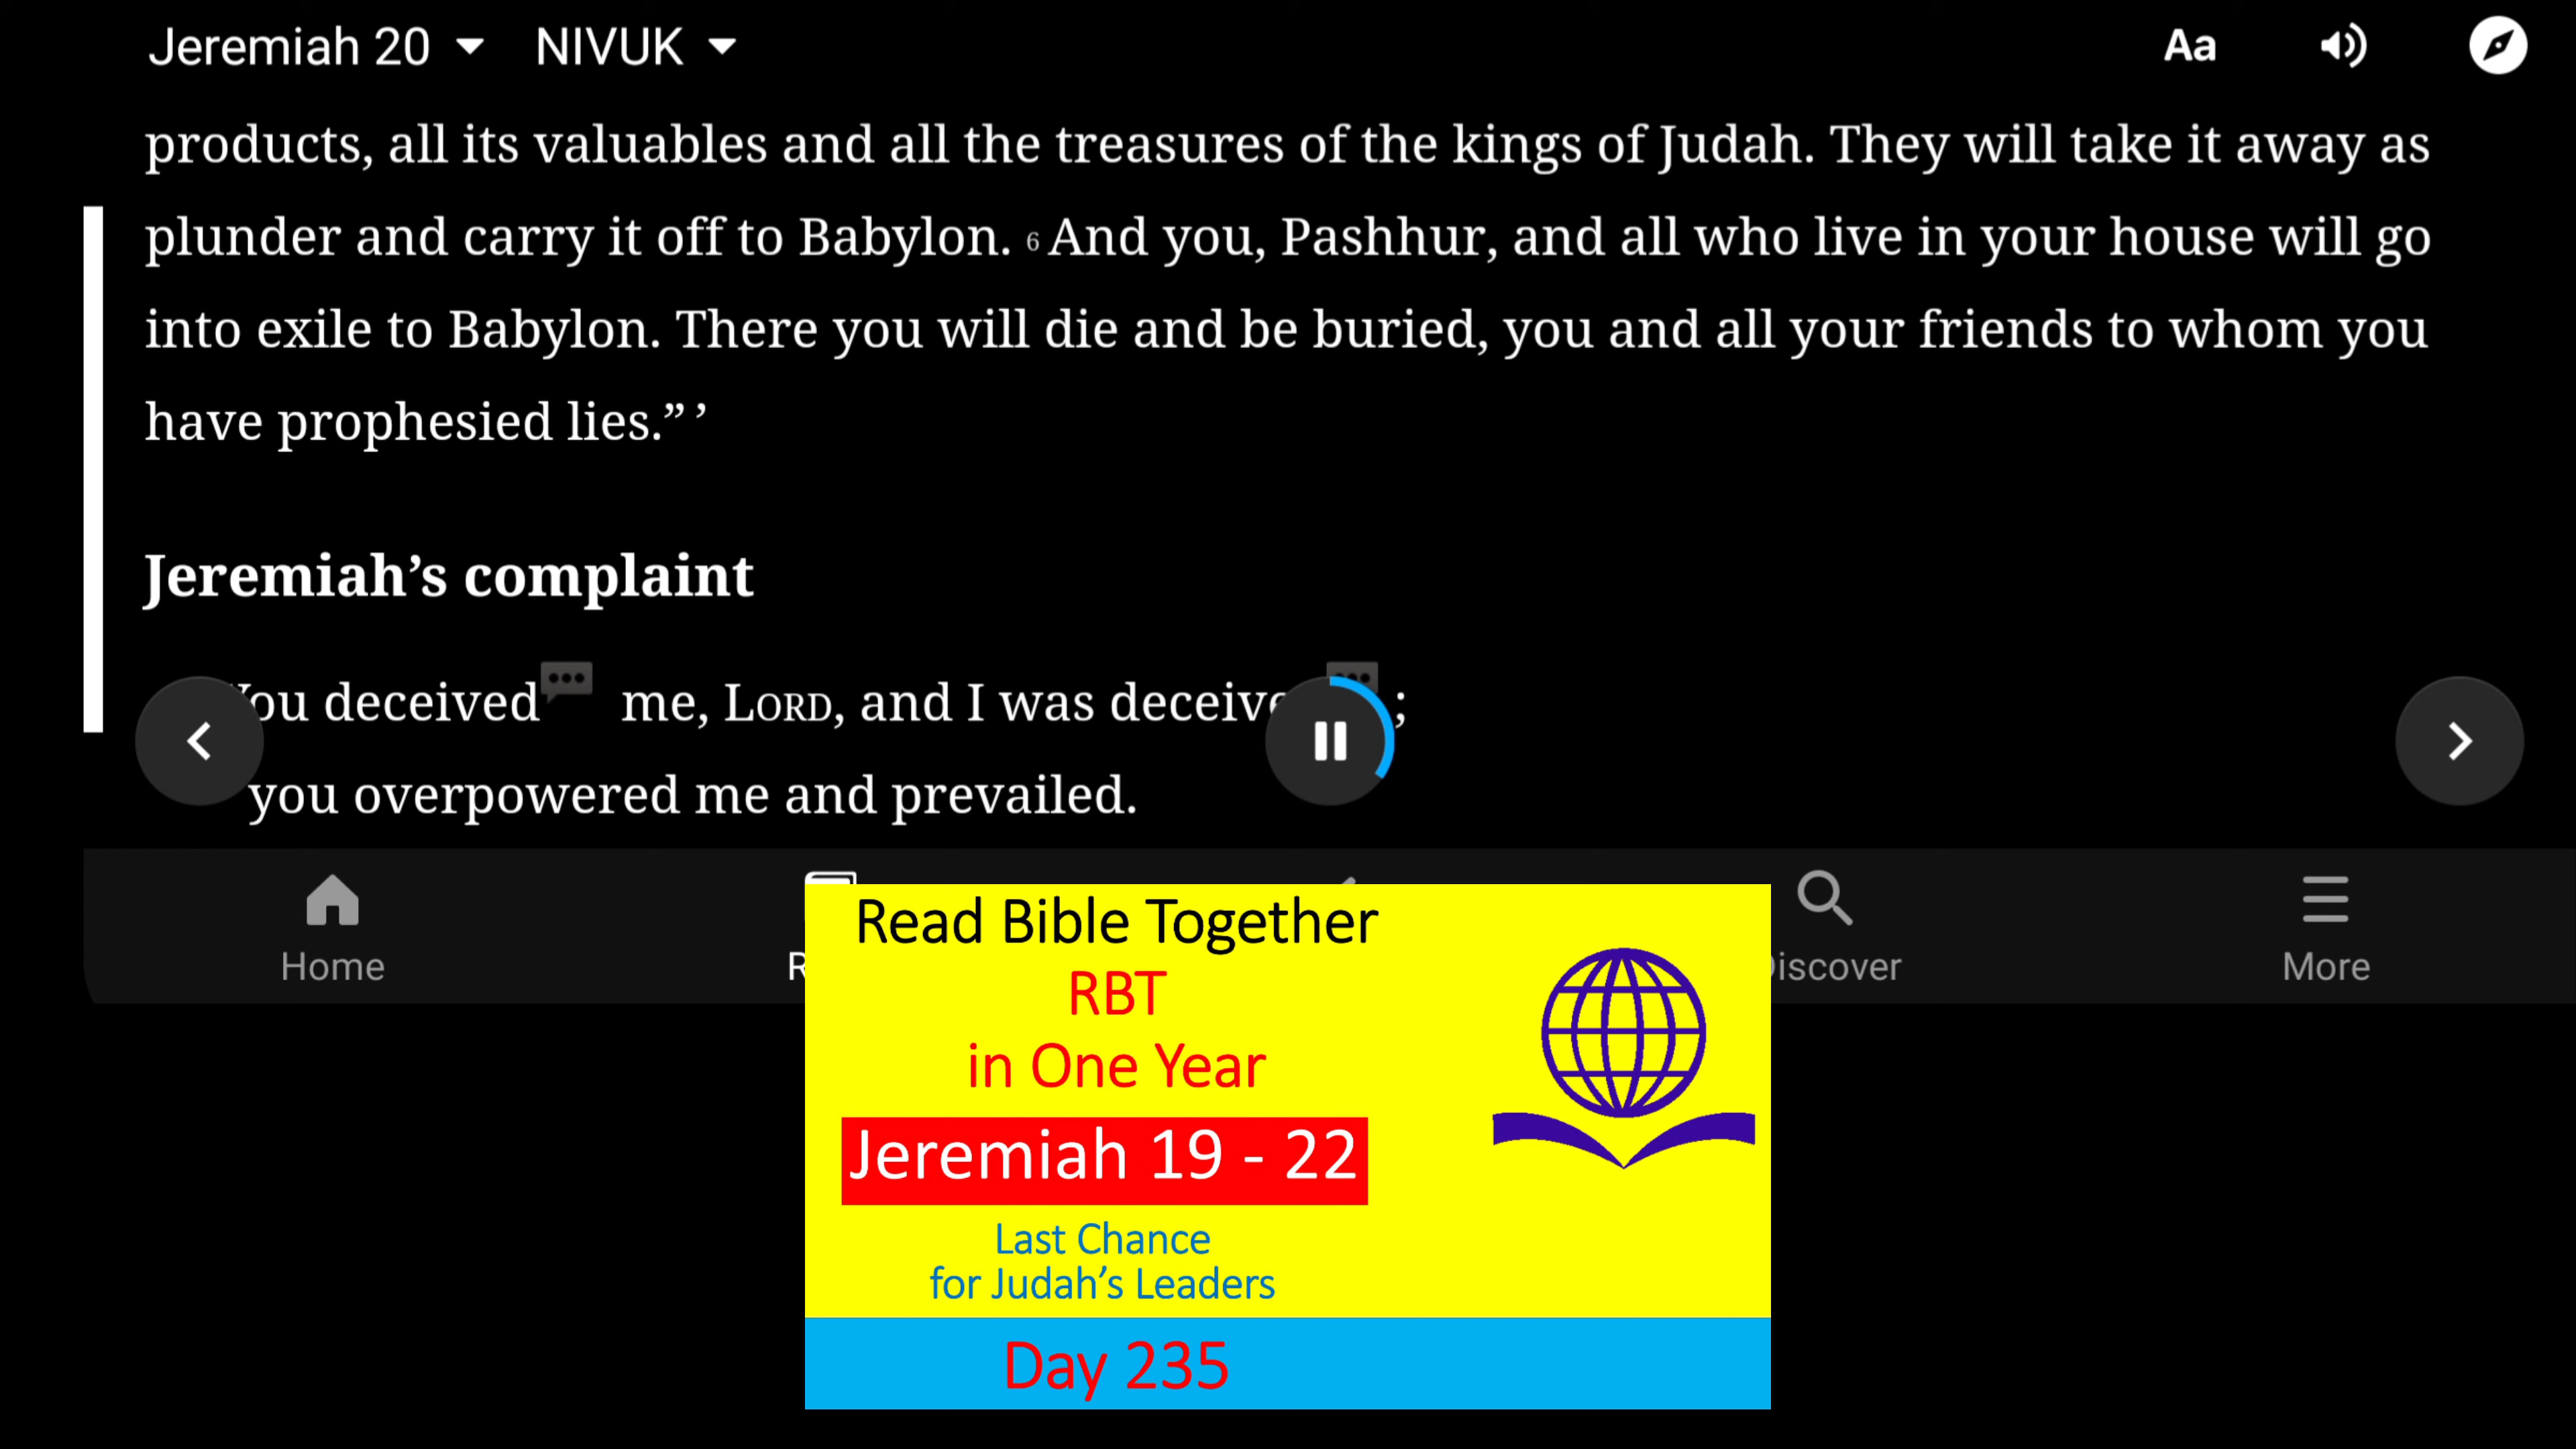 Jeremiah 20 NIVUK Aa
products, all its valuables and all the treasures of the kings of Judah. They will take it away as
plunder and carry it off to Babylon. 6 And you, Pashhur, and all who live in your house will go
into exile to Babylon. There you will die and be buried, you and all your friends to whom you
have prophesied lies.” ’
Jeremiah’s complaint
You deceived me, LORD, and I was deceive ;
you overpowered me and prevailed.
Home R iscover More
Read Bible Together
RBT
in One Year
Jeremiah 19 - 22
Last Chance
for Judah’s Leaders
Day 235